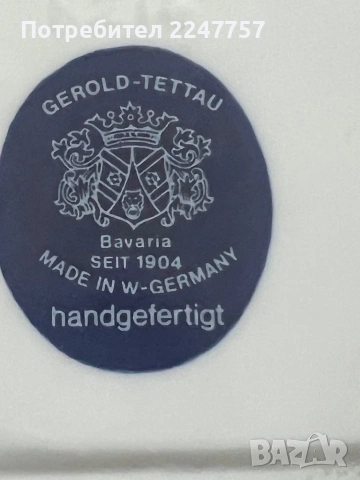 Потребител 2247757
GEROLD-TETTAU
Bavaria
SEIT 1904
MADE IN W-GERMANY
handgefertigt
BAZAR